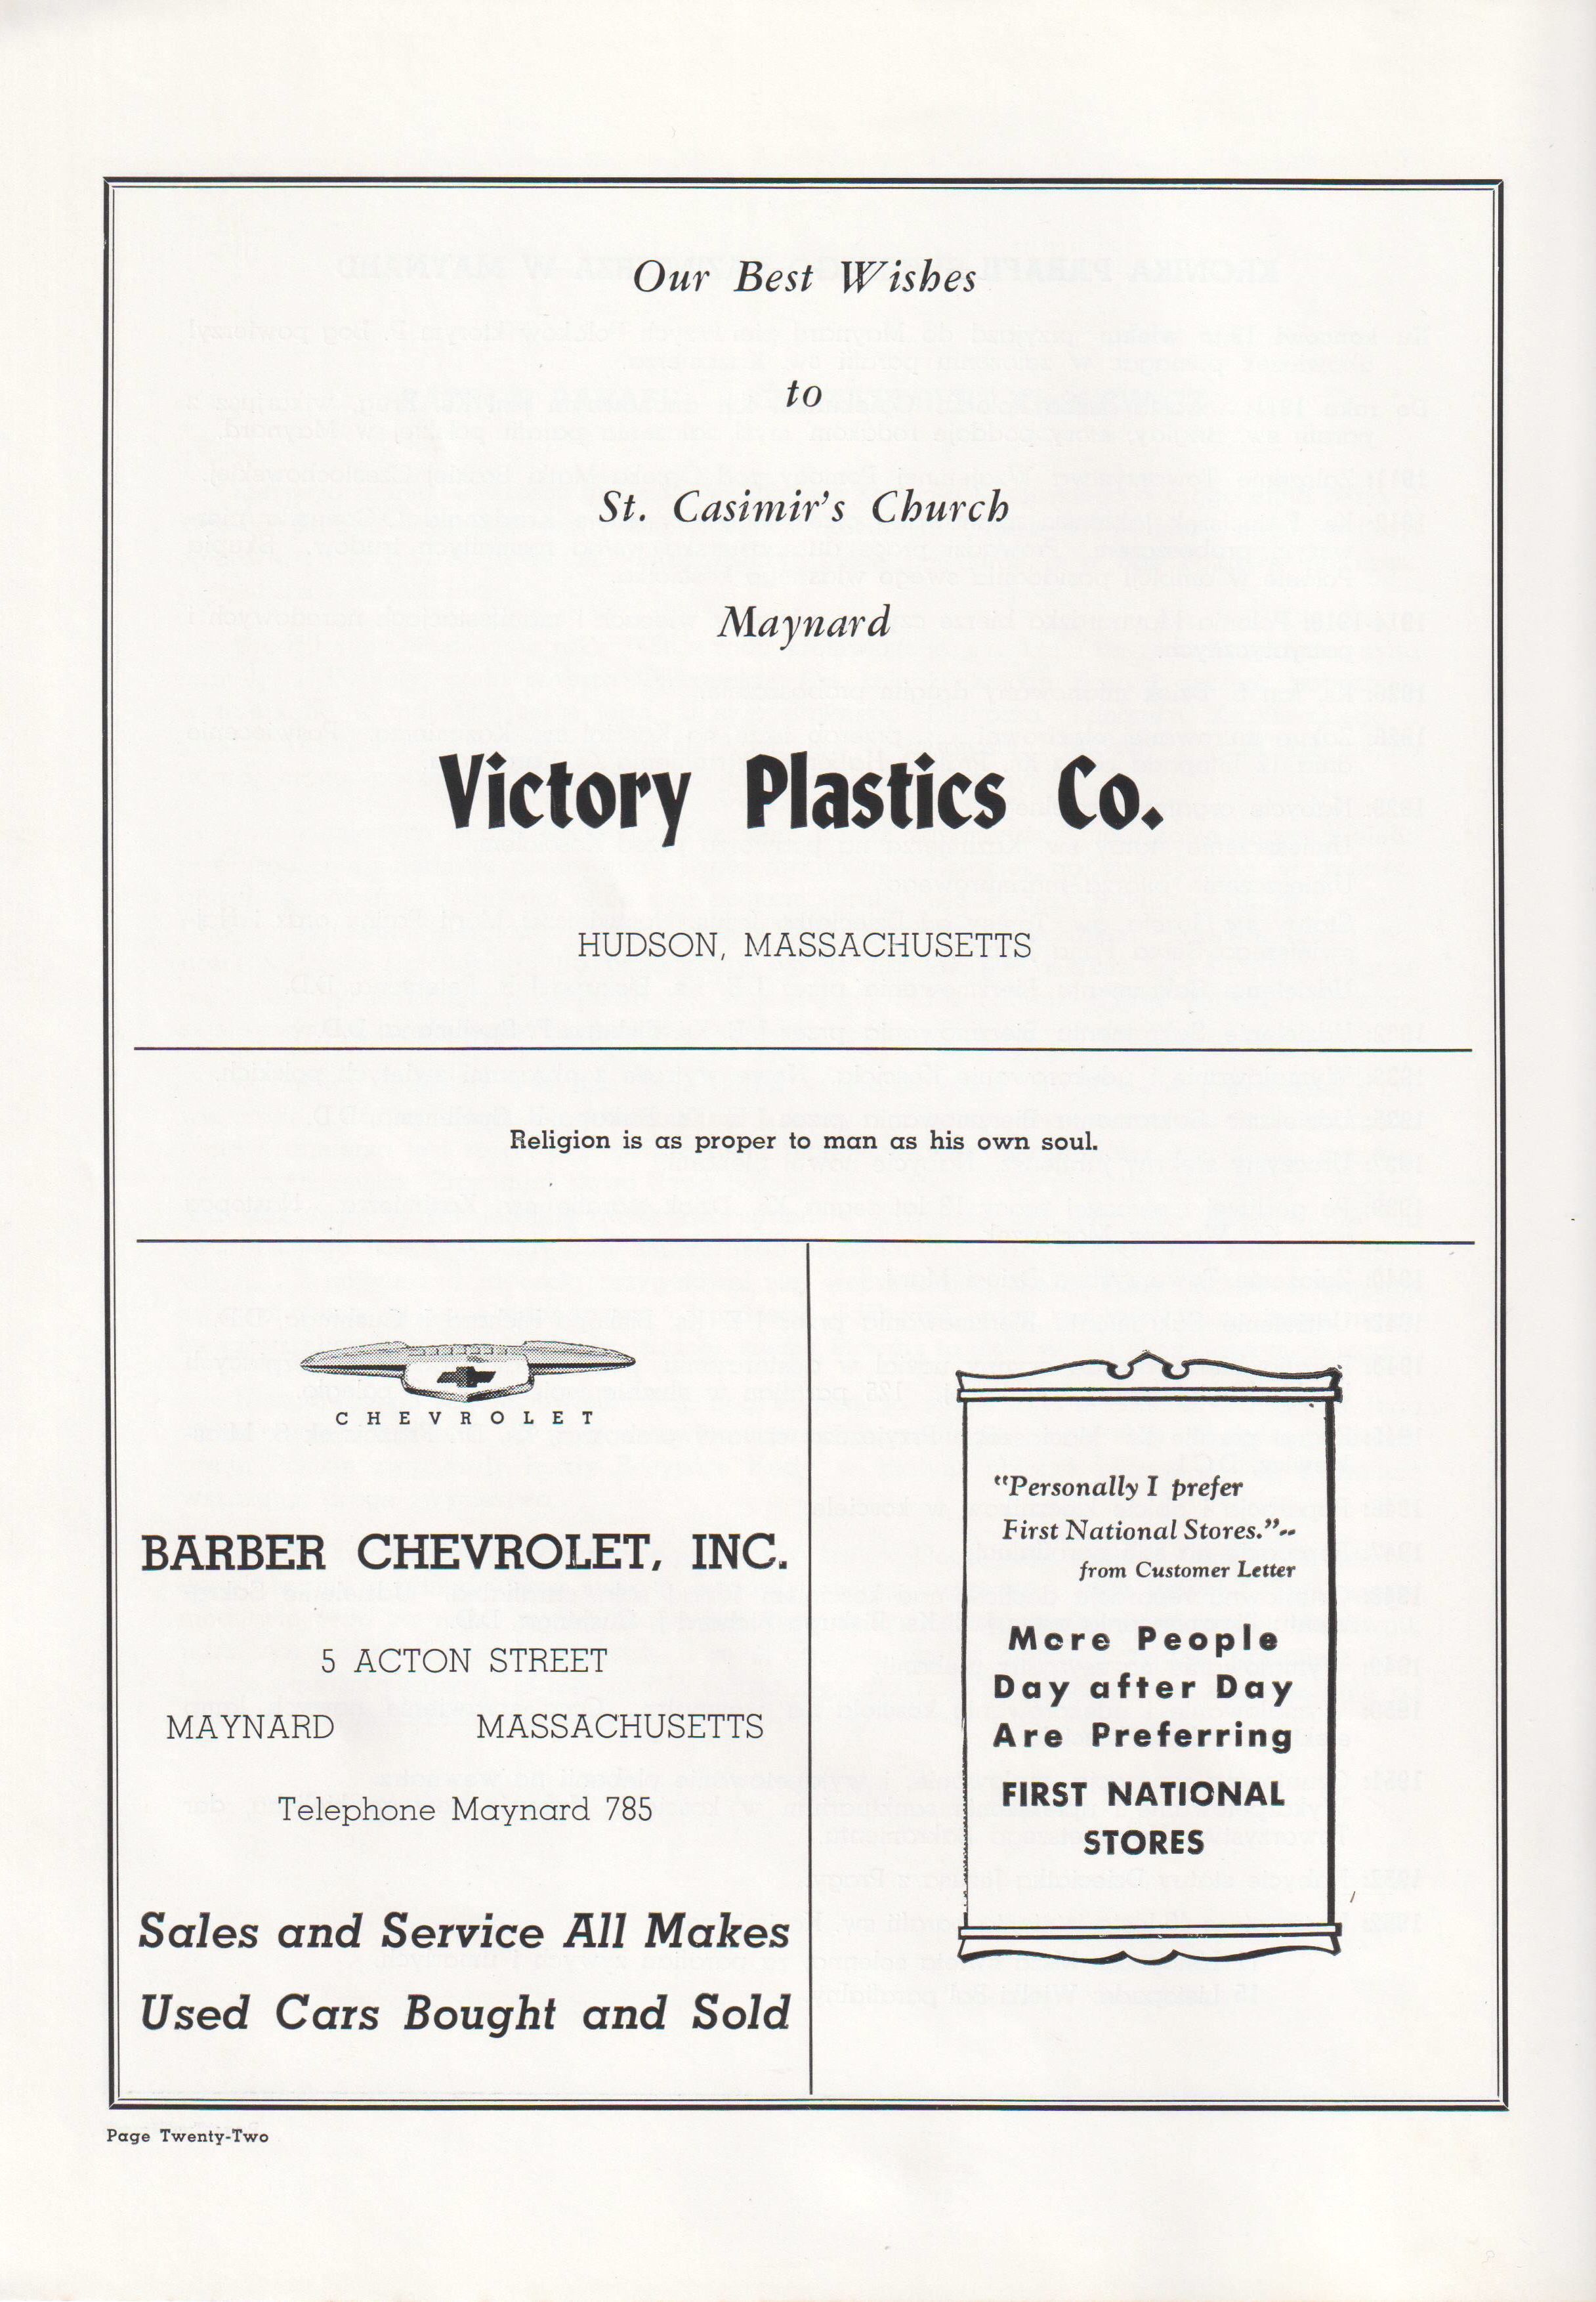 Our Best Wishes
to
St. Casimir's Church
Maynard
Victory Plastics Co.
HUDSON, MASSACHUSETTS
Religion is as proper to man as his own soul.
CHEVROLET
BARBER CHEVROLET, INC.
5 ACTON STREET
MAYNARD MASSACHUSETTS
Telephone Maynard 785
Sales and Service All Makes
Used Cars Bought and Sold
"Personally I prefer
First National Stores."--
from Customer Letter
More People
Day after Day
Are Preferring
FIRST NATIONAL
STORES
Page Twenty-Two